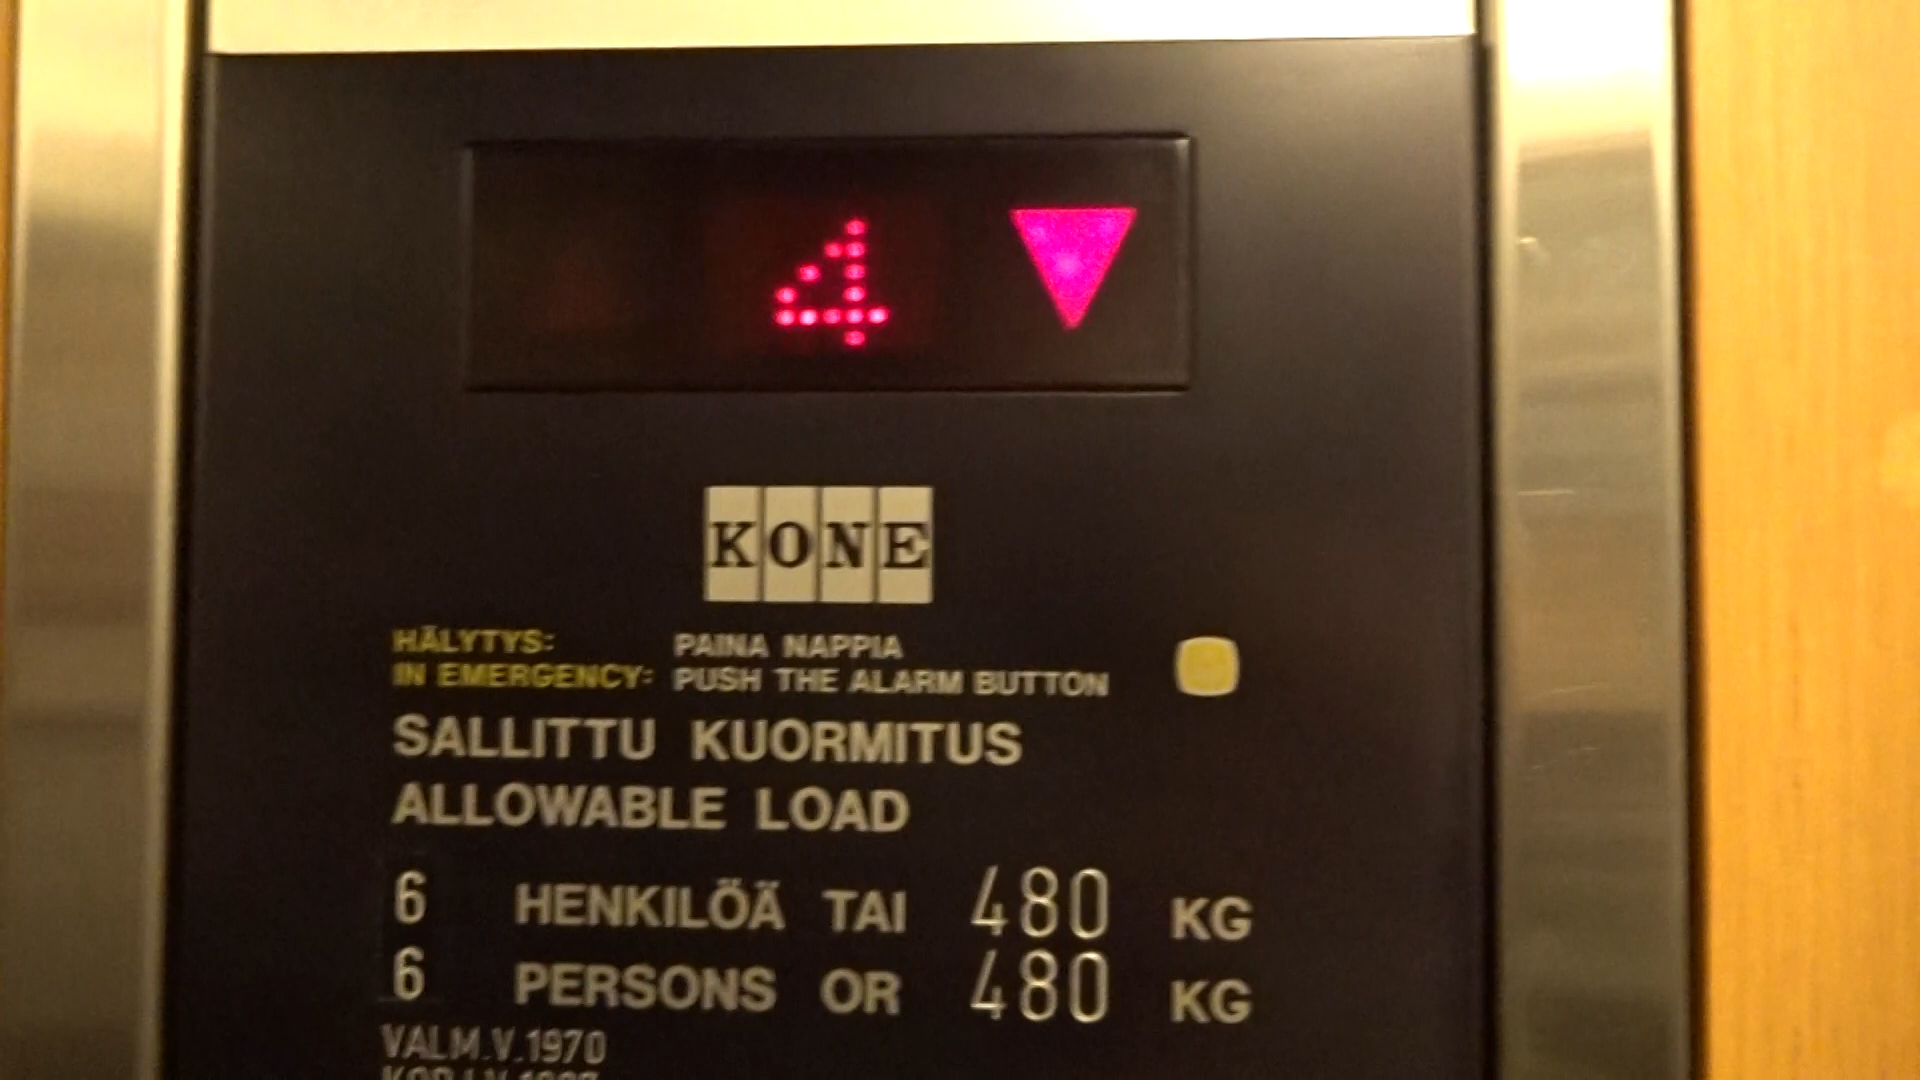 4
KONE
HÄLYTYS: PAINA NAPPIA
IN EMERGENCY: PUSH THE ALARM BUTTON
SALLITTU KUORMITUS
ALLOWABLE LOAD
6 HENKILÖÄ TAI 480 KG
6 PERSONS OR 480 KG
VALM.V.1970